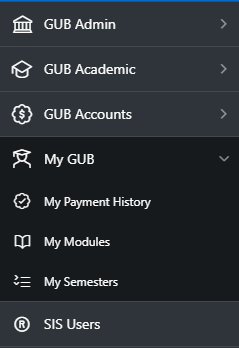 GUB Admin
GUB Academic
GUB Accounts
My GUB
My Payment History
My Modules
My Semesters
SIS Users